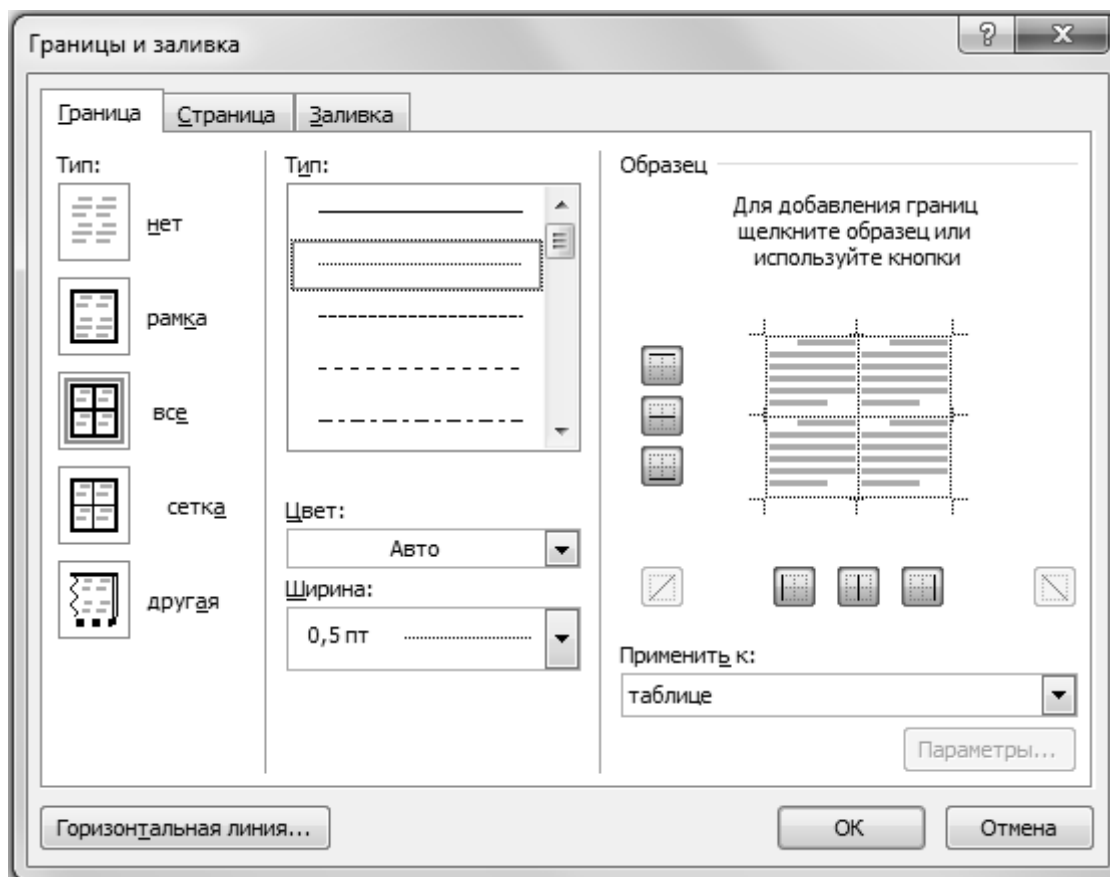 Границы и заливка
Граница
Страница
Заливка
Тип:
нет
рамка
все
сетка
другая
Тип:
Цвет:
Авто
Ширина:
0,5 пт
Образец
Для добавления границ
щелкните образец или
используйте кнопки
Применить к:
таблице
Параметры...
Горизонтальная линия...
ОК
Отмена